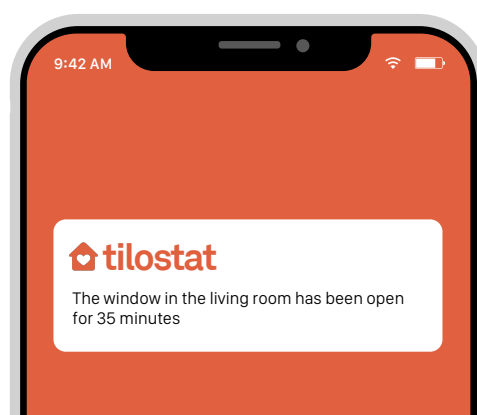 9:42 AM
tilostat
The window in the living room has been open
for 35 minutes